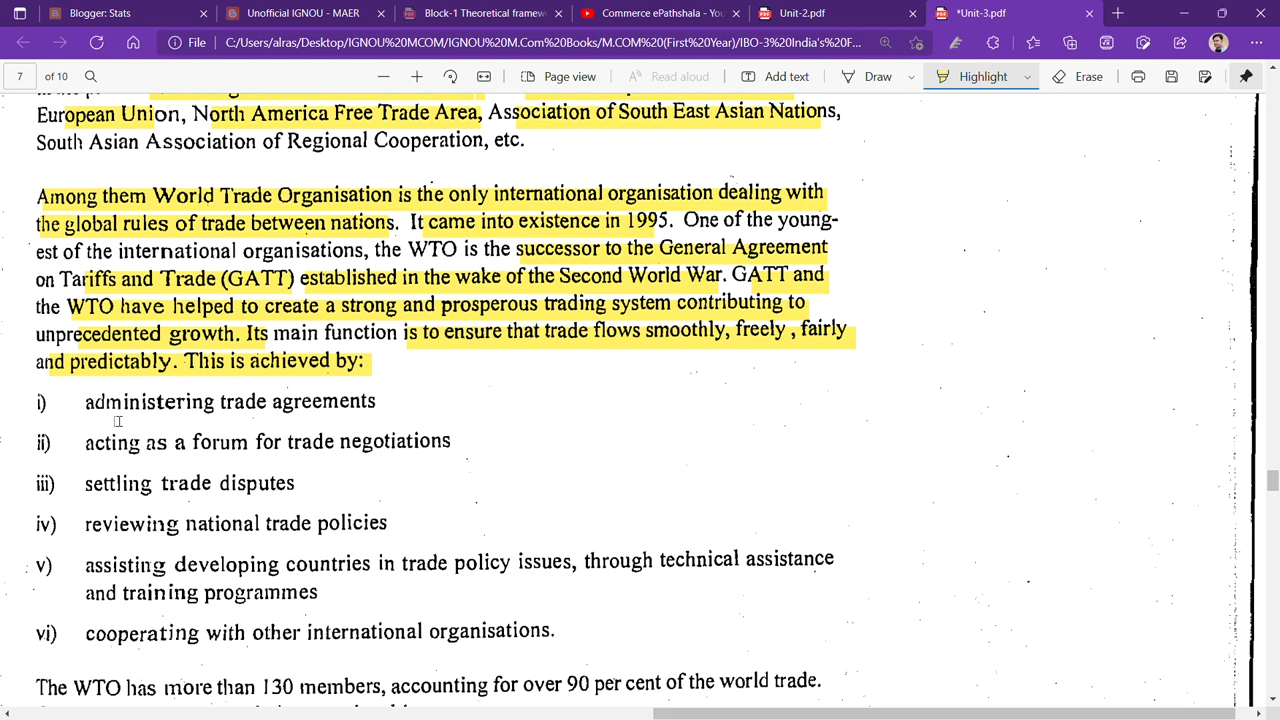 Blogger: Stats
Unofficial IGNOU - MAER
Block-1 Theoretical framew
Commerce ePathshala - You
Unit-2.pdf
*Unit-3.pdf
File
C:/Users/alras/Desktop/IGNOU%20MCOM/IGNOU%20M.Com%20Books/M.COM%20(First%20Year)/IBO-3%20India's%20F...
7 of 10
Page view
Read aloud
Add text
Draw
Highlight
Erase
European Union, North America Free Trade Area, Association of South East Asian Nations,
South Asian Association of Regional Cooperation, etc.
Among them World Trade Organisation is the only international organisation dealing with
the global rules of trade between nations. It came into existence in 1995. One of the young-
est of the international organisations, the WTO is the successor to the General Agreement
on Tariffs and Trade (GATT) established in the wake of the Second World War. GATT and
the WTO have helped to create a strong and prosperous trading system contributing to
unprecedented growth. Its main function is to ensure that trade flows smoothly, freely , fairly
and predictably. This is achieved by:
i) administering trade agreements
ii) acting as a forum for trade negotiations
iii) settling trade disputes
iv) reviewing national trade policies
v) assisting developing countries in trade policy issues, through technical assistance
and training programmes
vi) cooperating with other international organisations.
The WTO has more than 130 members, accounting for over 90 per cent of the world trade.